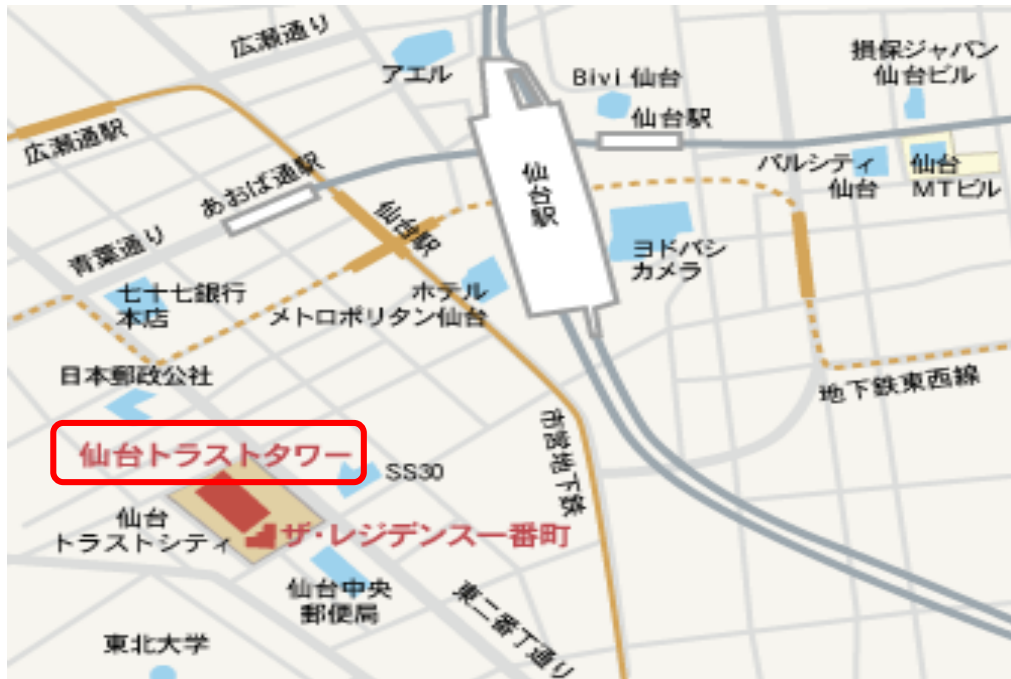 広瀬通り
アエル
Bivi 仙台
損保ジャパン
仙台ビル
仙台駅
広瀬通駅
あおば通駅
仙台駅
パルシティ
仙台
仙台
MTビル
青葉通り
仙台駅
ヨドバシ
カメラ
七十七銀行
本店
ホテル
メトロポリタン仙台
日本郵政公社
地下鉄東西線
市営地下鉄
仙台トラストタワー
SS30
仙台
トラストシティ
ザ・レジデンス一番町
仙台中央
郵便局
東二番丁通り
東北大学